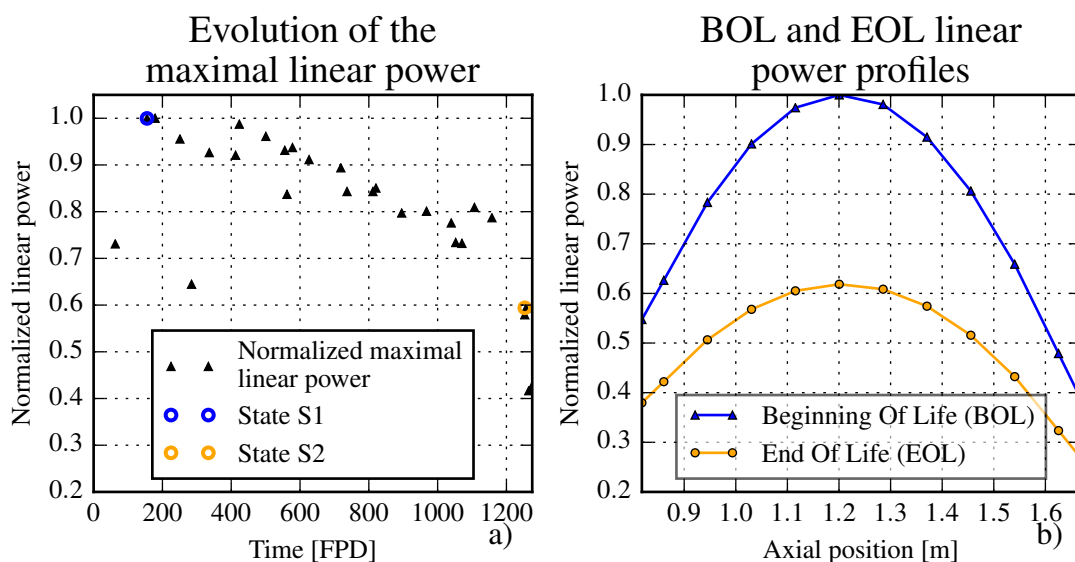 Evolution of the
maximal linear power
Normalized linear power
1.0
0.9
0.8
0.7
0.6
0.5
0.4
0.3
0.2
Normalized maximal
linear power
State S1
State S2
0 200 400 600 800 1000 1200
Time [FPD]
a)
BOL and EOL linear
power profiles
Normalized linear power
1.0
0.9
0.8
0.7
0.6
0.5
0.4
0.3
0.2
Beginning Of Life (BOL)
End Of Life (EOL)
0.9 1.0 1.1 1.2 1.3 1.4 1.5 1.6
Axial position [m]
b)